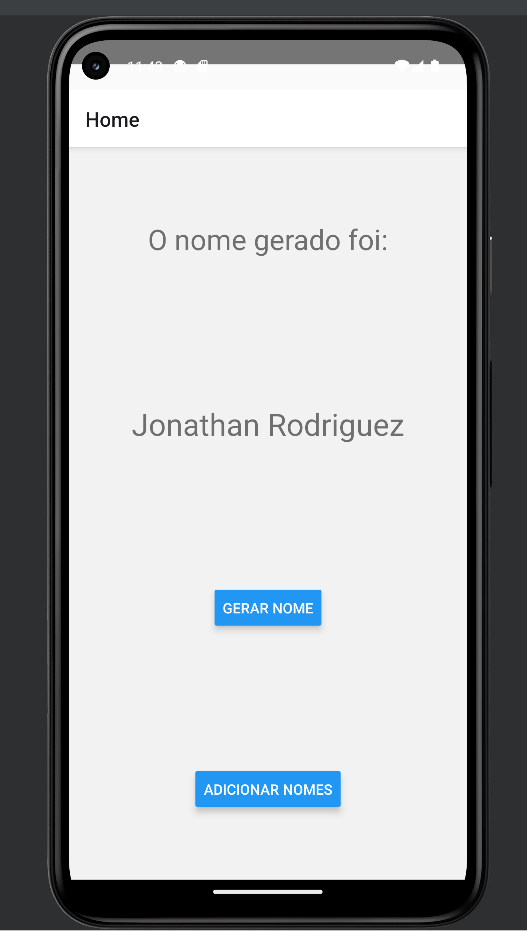 Home
O nome gerado foi:
Jonathan Rodriguez
GERAR NOME
ADICIONAR NOMES